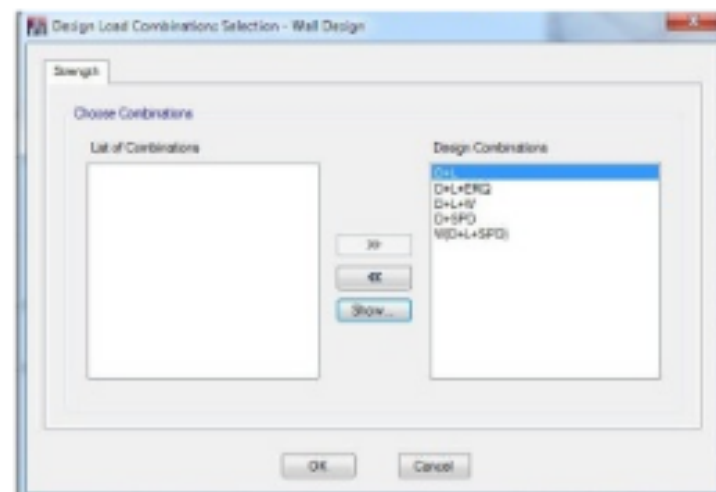 Design Load Combinations Selection - Wall Design
Strength
Choose Combinations
List of Combinations
Design Combinations
D+L
D+L+ERQ
D+L+W
D+SPD
W(D+L+SPD)
>>
<<
Show...
OK
Cancel